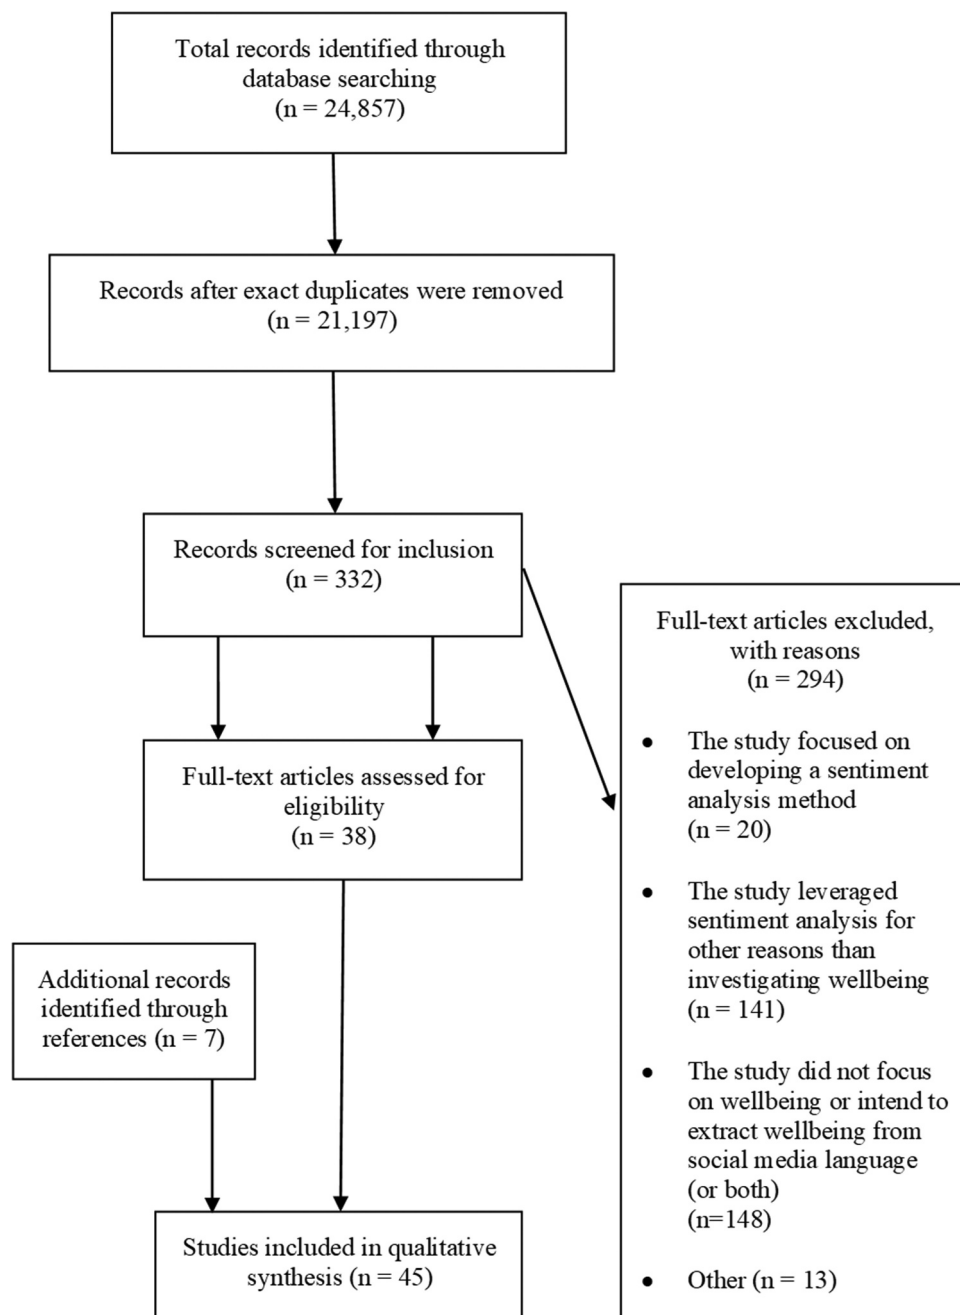 Total records identified through
database searching
(n = 24,857)
Records after exact duplicates were removed
(n = 21,197)
Records screened for inclusion
(n = 332)
Full-text articles excluded,
with reasons
(n = 294)
• The study focused on
developing a sentiment
analysis method
(n = 20)
• The study leveraged
sentiment analysis for
other reasons than
investigating wellbeing
(n = 141)
• The study did not focus
on wellbeing or intend to
extract wellbeing from
social media language
(or both)
(n=148)
• Other (n = 13)
Full-text articles assessed for
eligibility
(n = 38)
Additional records
identified through
references (n = 7)
Studies included in qualitative
synthesis (n = 45)